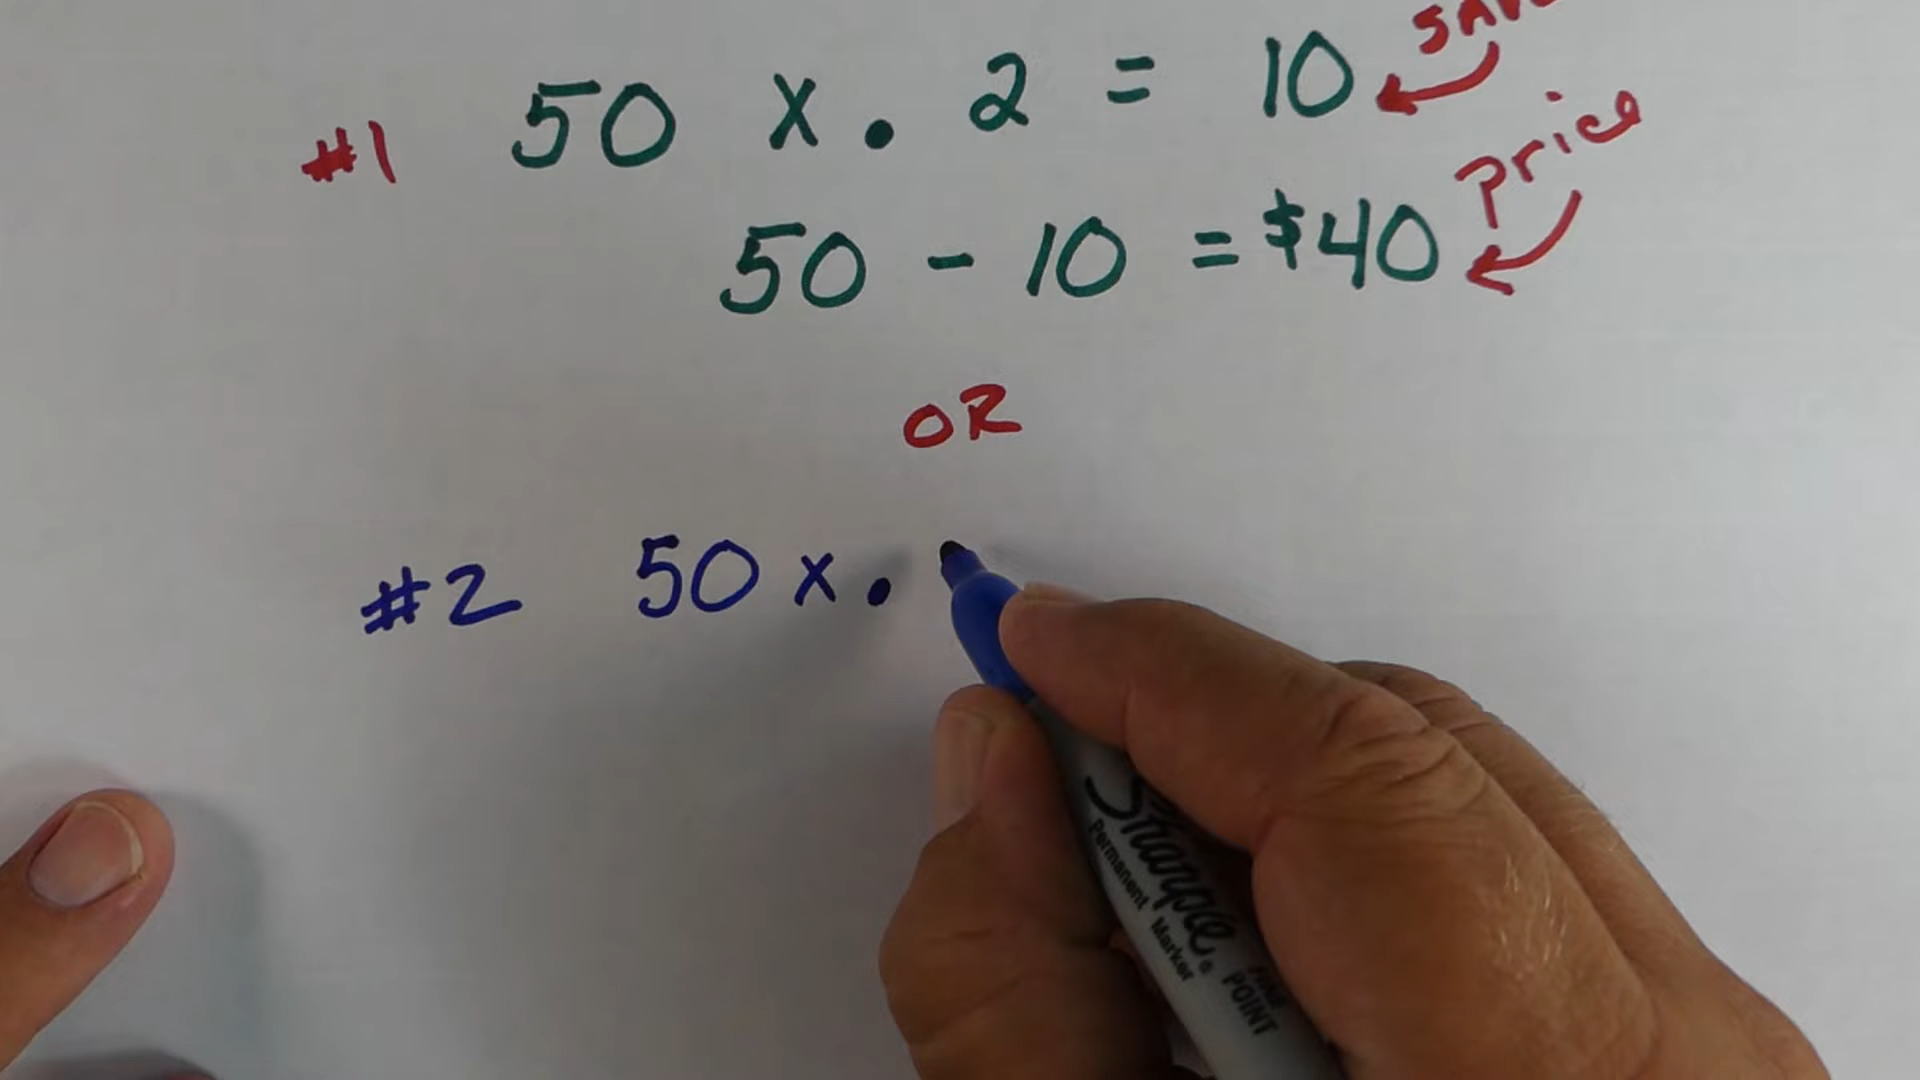 #1 50 x . 2 = 10
50 - 10 = $40
price
OR
#2 50 x .
Sharpie
Permanent Marker
FINE POINT